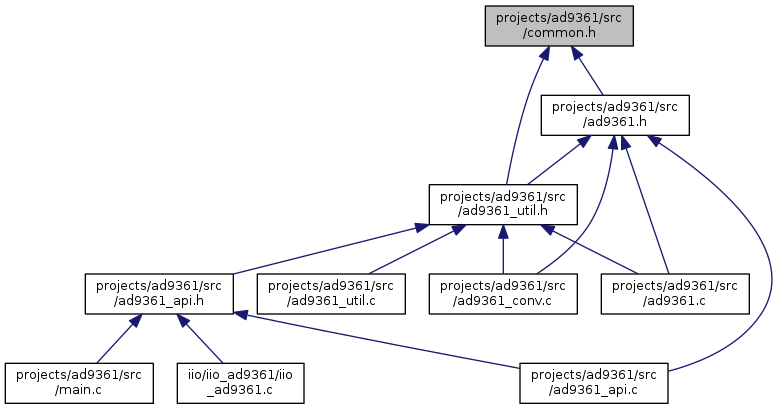 projects/ad9361/src
/common.h
projects/ad9361/src
/ad9361.h
projects/ad9361/src
/ad9361_util.h
projects/ad9361/src
/ad9361_api.h
projects/ad9361/src
/ad9361_util.c
projects/ad9361/src
/ad9361_conv.c
projects/ad9361/src
/ad9361.c
projects/ad9361/src
/main.c
iio/iio_ad9361/iio
_ad9361.c
projects/ad9361/src
/ad9361_api.c